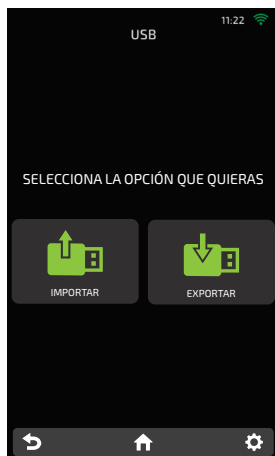 11:22
USB
SELECCIONA LA OPCIÓN QUE QUIERAS
IMPORTAR
EXPORTAR